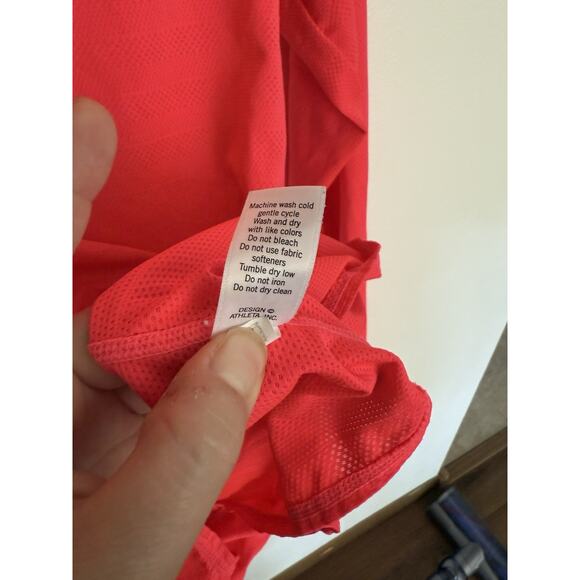 Machine wash cold
gentle cycle
Wash and dry
with like colors
Do not bleach
Do not use fabric
softeners
Tumble dry low
Do not iron
Do not dry clean
DESIGN ©
ATHLETA, INC.